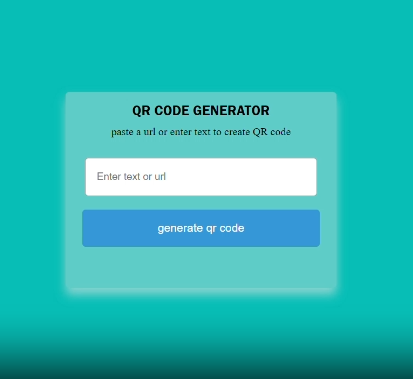 QR CODE GENERATOR
paste a url or enter text to create QR code
Enter text or url
generate qr code